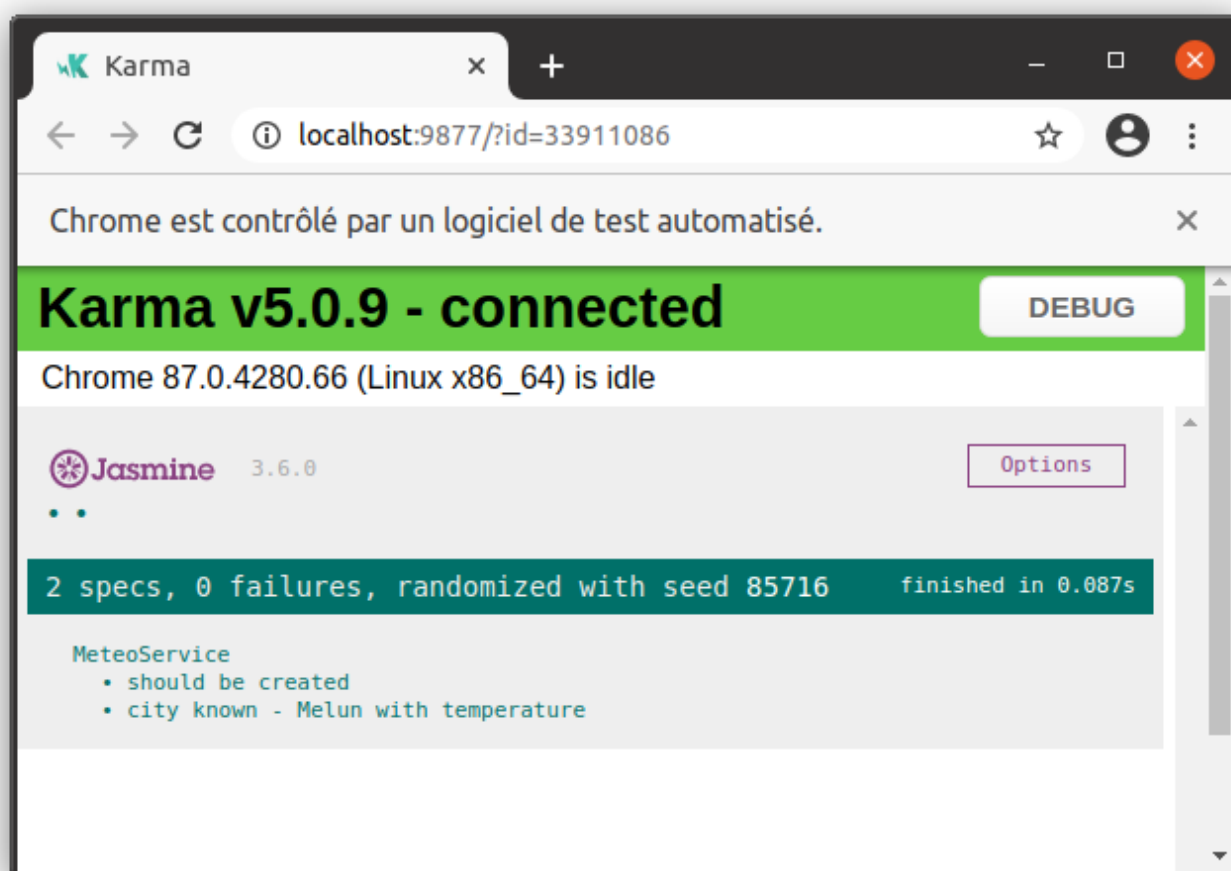 Karma
localhost:9877/?id=33911086
Chrome est contrôlé par un logiciel de test automatisé.
Karma v5.0.9 - connected
DEBUG
Chrome 87.0.4280.66 (Linux x86_64) is idle
Jasmine 3.6.0
Options
• •
2 specs, 0 failures, randomized with seed 85716
finished in 0.087s
MeteoService
• should be created
• city known - Melun with temperature